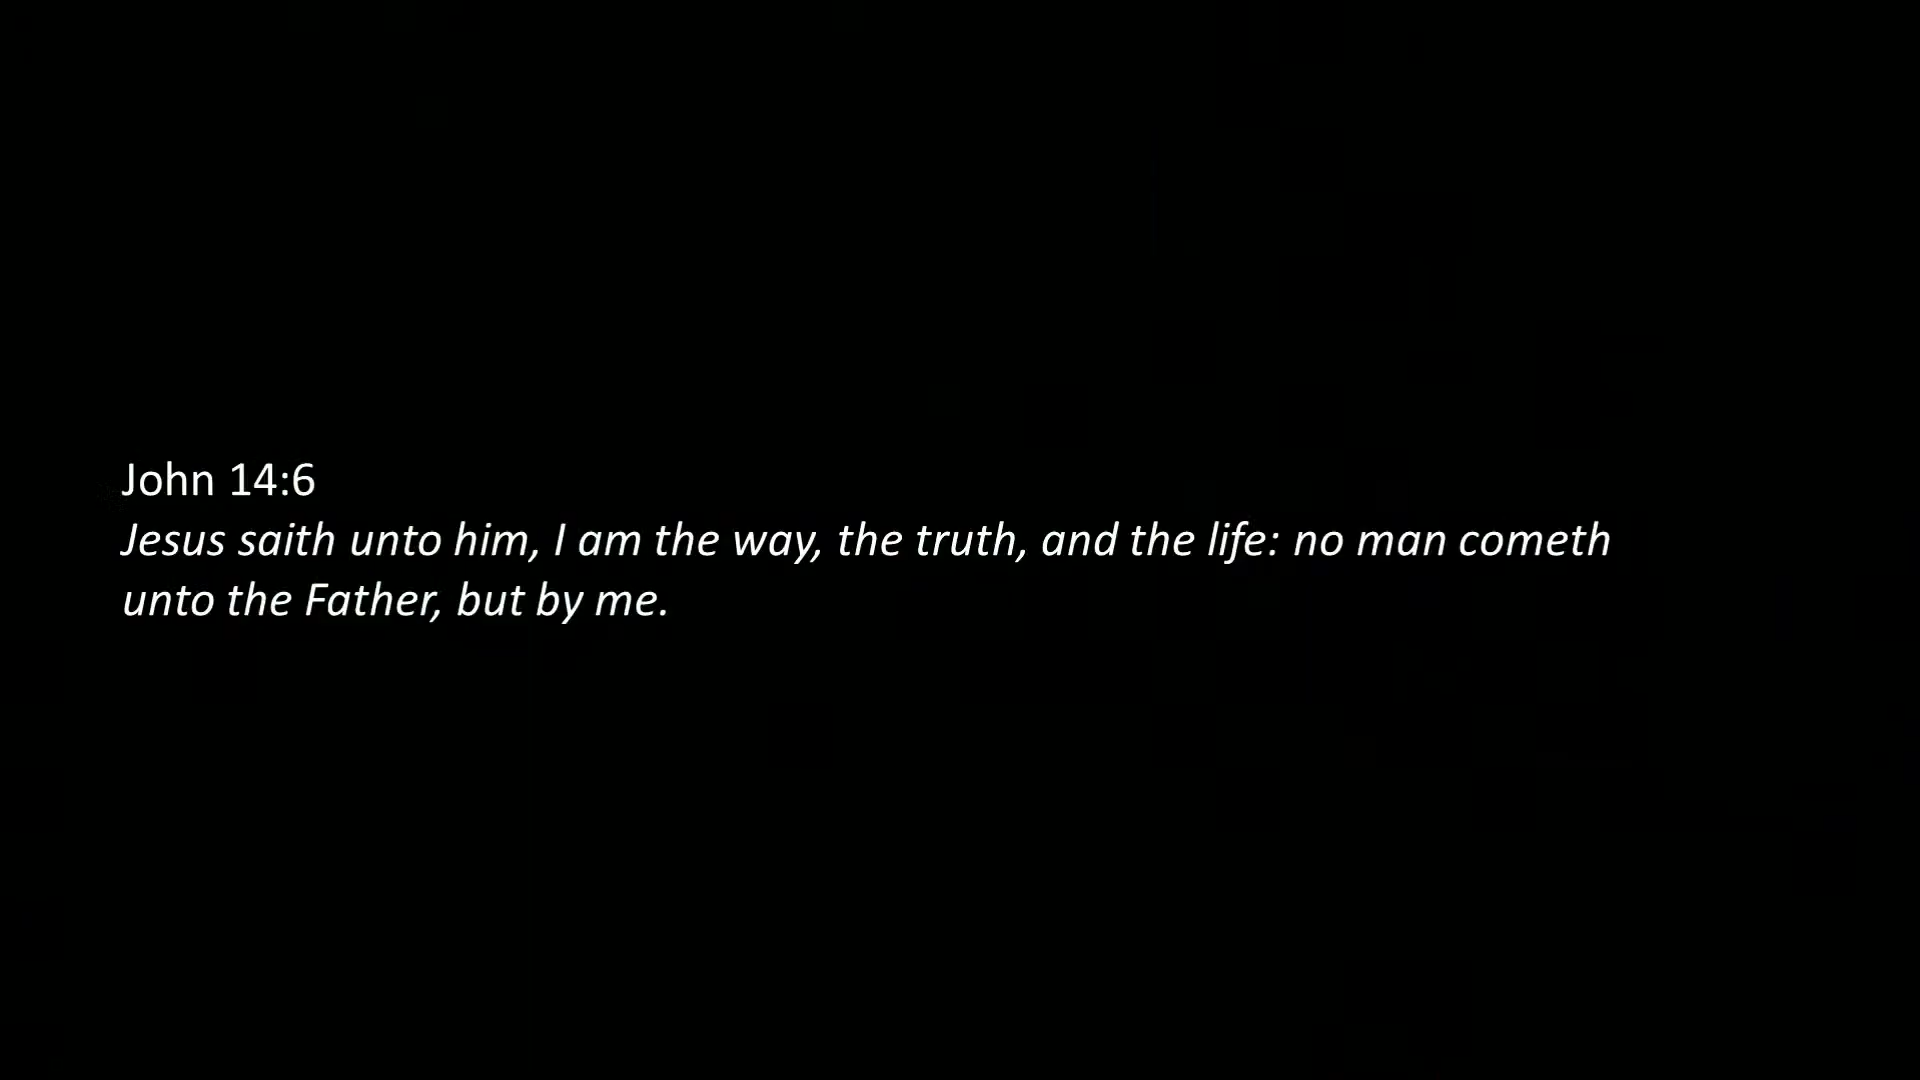 John 14:6
Jesus saith unto him, I am the way, the truth, and the life: no man cometh
unto the Father, but by me.